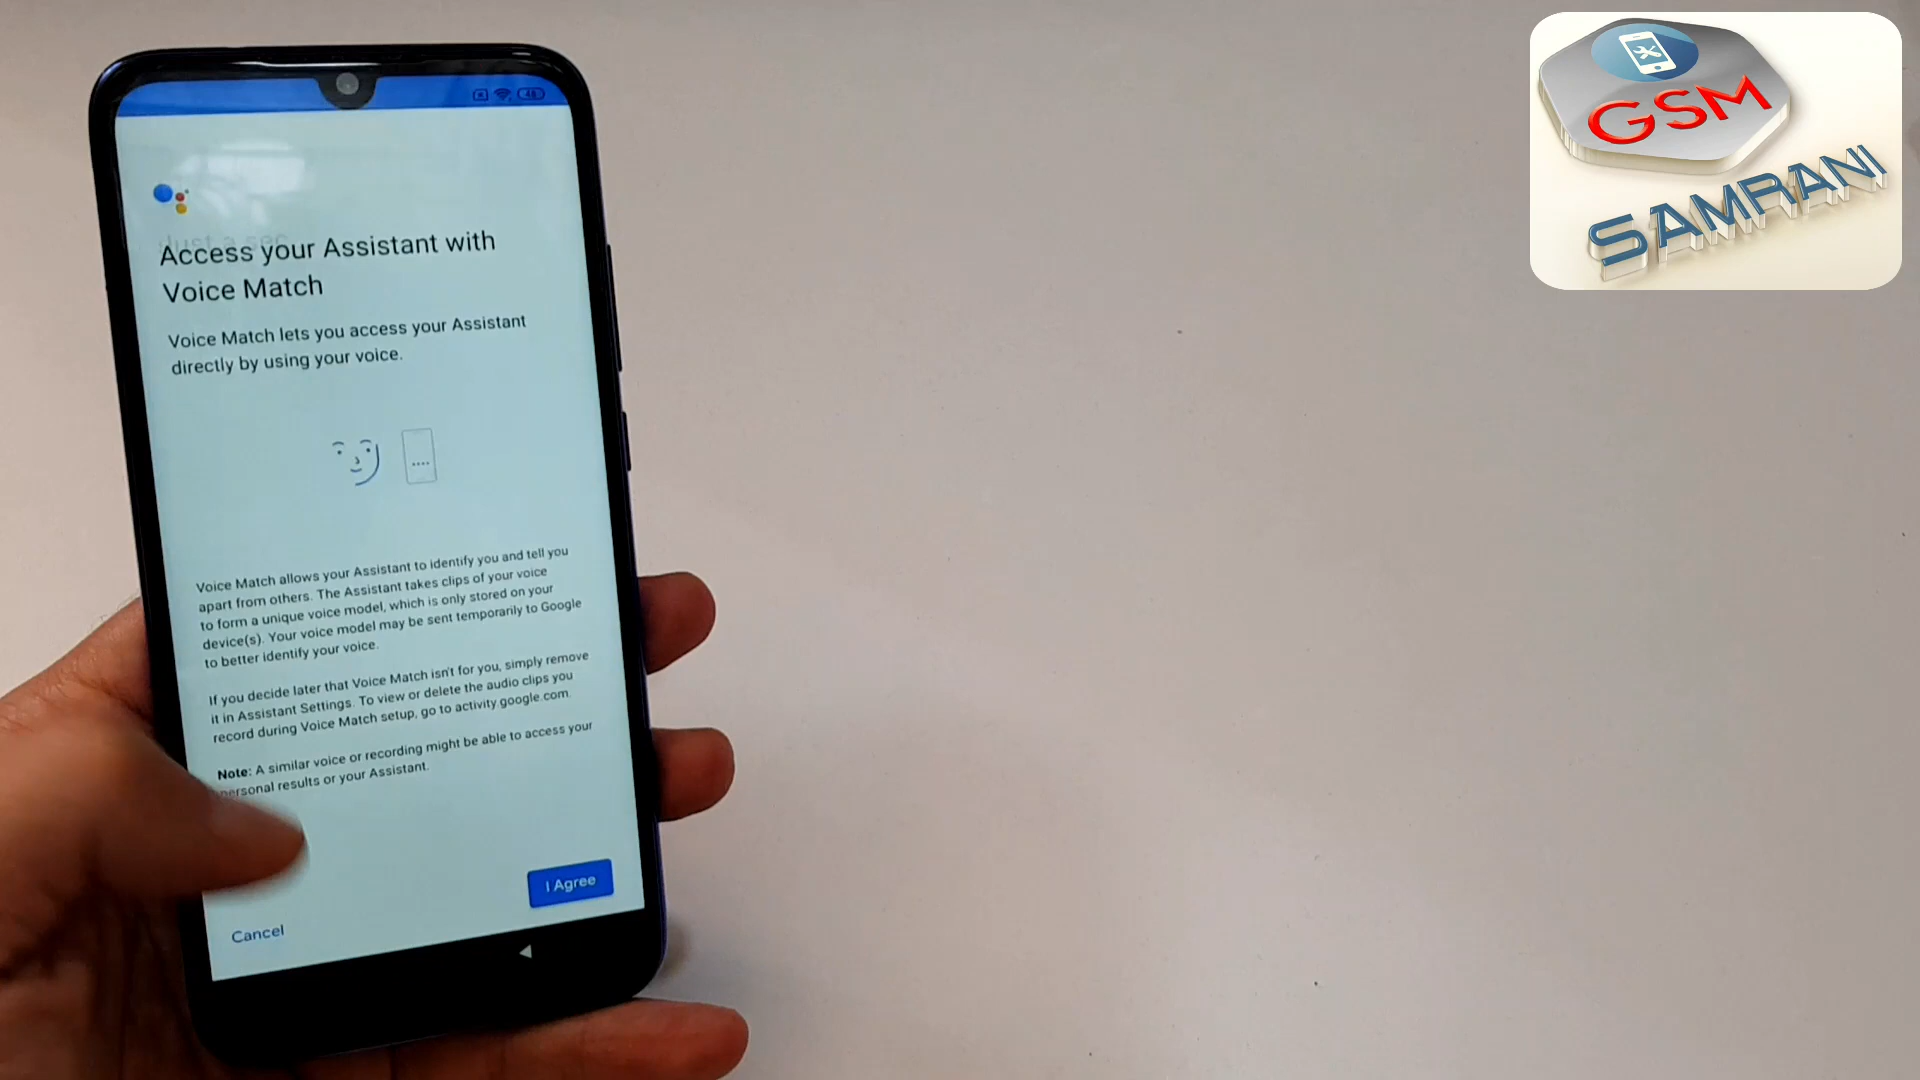 48
Just a sec
Access your Assistant with
Voice Match
Voice Match lets you access your Assistant
directly by using your voice.
Voice Match allows your Assistant to identify you and tell you
apart from others. The Assistant takes clips of your voice
to form a unique voice model, which is only stored on your
device(s). Your voice model may be sent temporarily to Google
to better identify your voice.
If you decide later that Voice Match isn't for you, simply remove
it in Assistant Settings. To view or delete the audio clips you
record during Voice Match setup, go to activity.google.com.
Note: A similar voice or recording might be able to access your
personal results or your Assistant.
I Agree
Cancel
GSM
SAMRANI